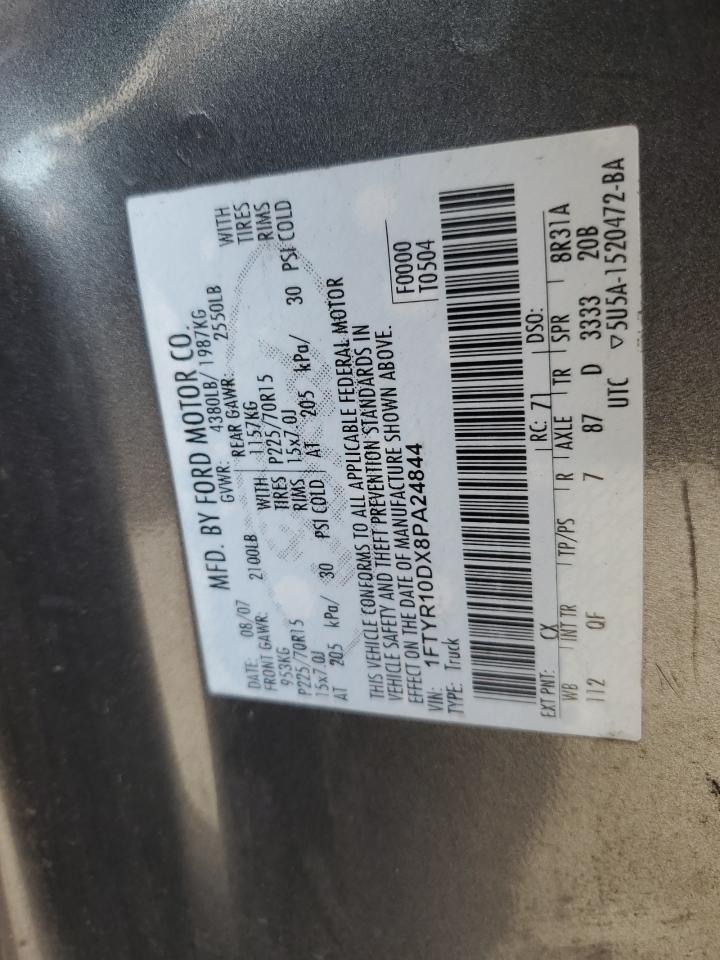 MFD. BY FORD MOTOR CO.
DATE: 08/07 GVWR: 4380LB/ 1987KG
FRONT GAWR: 2100LB REAR GAWR: 2550LB
953KG WITH 1157KG WITH
P225/70R15 TIRES P225/70R15 TIRES
15x7.0J RIMS 15x7.0J RIMS
AT 205 kPa/ 30 PSI COLD AT 205 kPa/ 30 PSI COLD
THIS VEHICLE CONFORMS TO ALL APPLICABLE FEDERAL MOTOR
VEHICLE SAFETY AND THEFT PREVENTION STANDARDS IN
EFFECT ON THE DATE OF MANUFACTURE SHOWN ABOVE.
VIN: 1FTYR10DX8PA24844 F0000
TYPE: Truck T0504
EXT PNT: CX RC: 71 DSO:
WB INT TR TP/PS R AXLE TR SPR 8R31A
112 QF 7 87 D 3333 20B
UTC ▽5U5A-1520472-BA